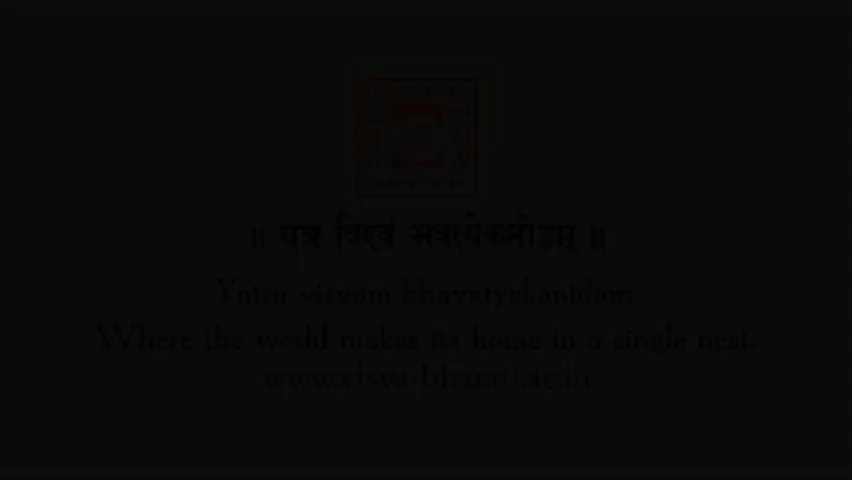 ॥ यत्र विश्वं भवत्येकनीडम् ॥
Yatra visvam bhavatyekanidam.
Where the world makes its home in a single nest.
www.visva-bharati.ac.in